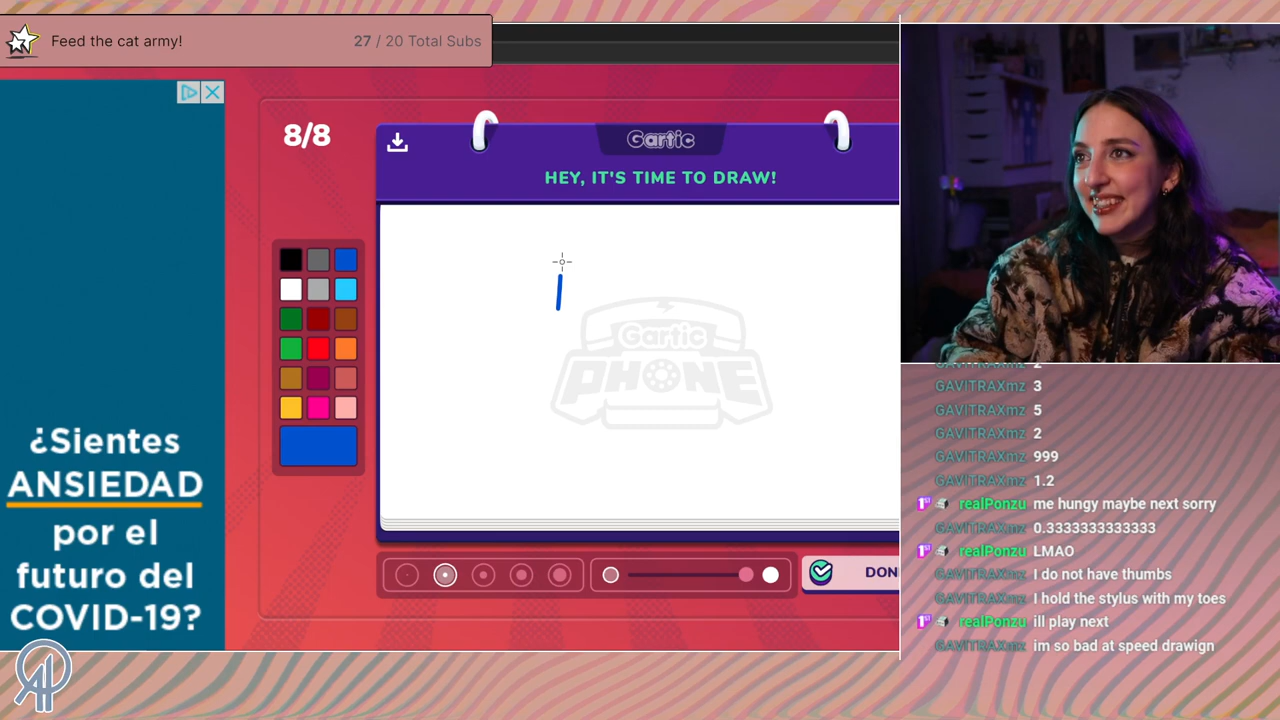 Feed the cat army!
27 / 20 Total Subs
8/8
Gartic
HEY, IT'S TIME TO DRAW!
Gartic
PHONE
DON
¿Sientes
ANSIEDAD
por el
futuro del
COVID-19?
GAVITRAXmz 3
GAVITRAXmz 5
GAVITRAXmz 2
GAVITRAXmz 999
GAVITRAXmz 1.2
realPonzu me hungy maybe next sorry
GAVITRAXmz 0.3333333333333
realPonzu LMAO
GAVITRAXmz I do not have thumbs
GAVITRAXmz I hold the stylus with my toes
realPonzu ill play next
GAVITRAXmz im so bad at speed drawign